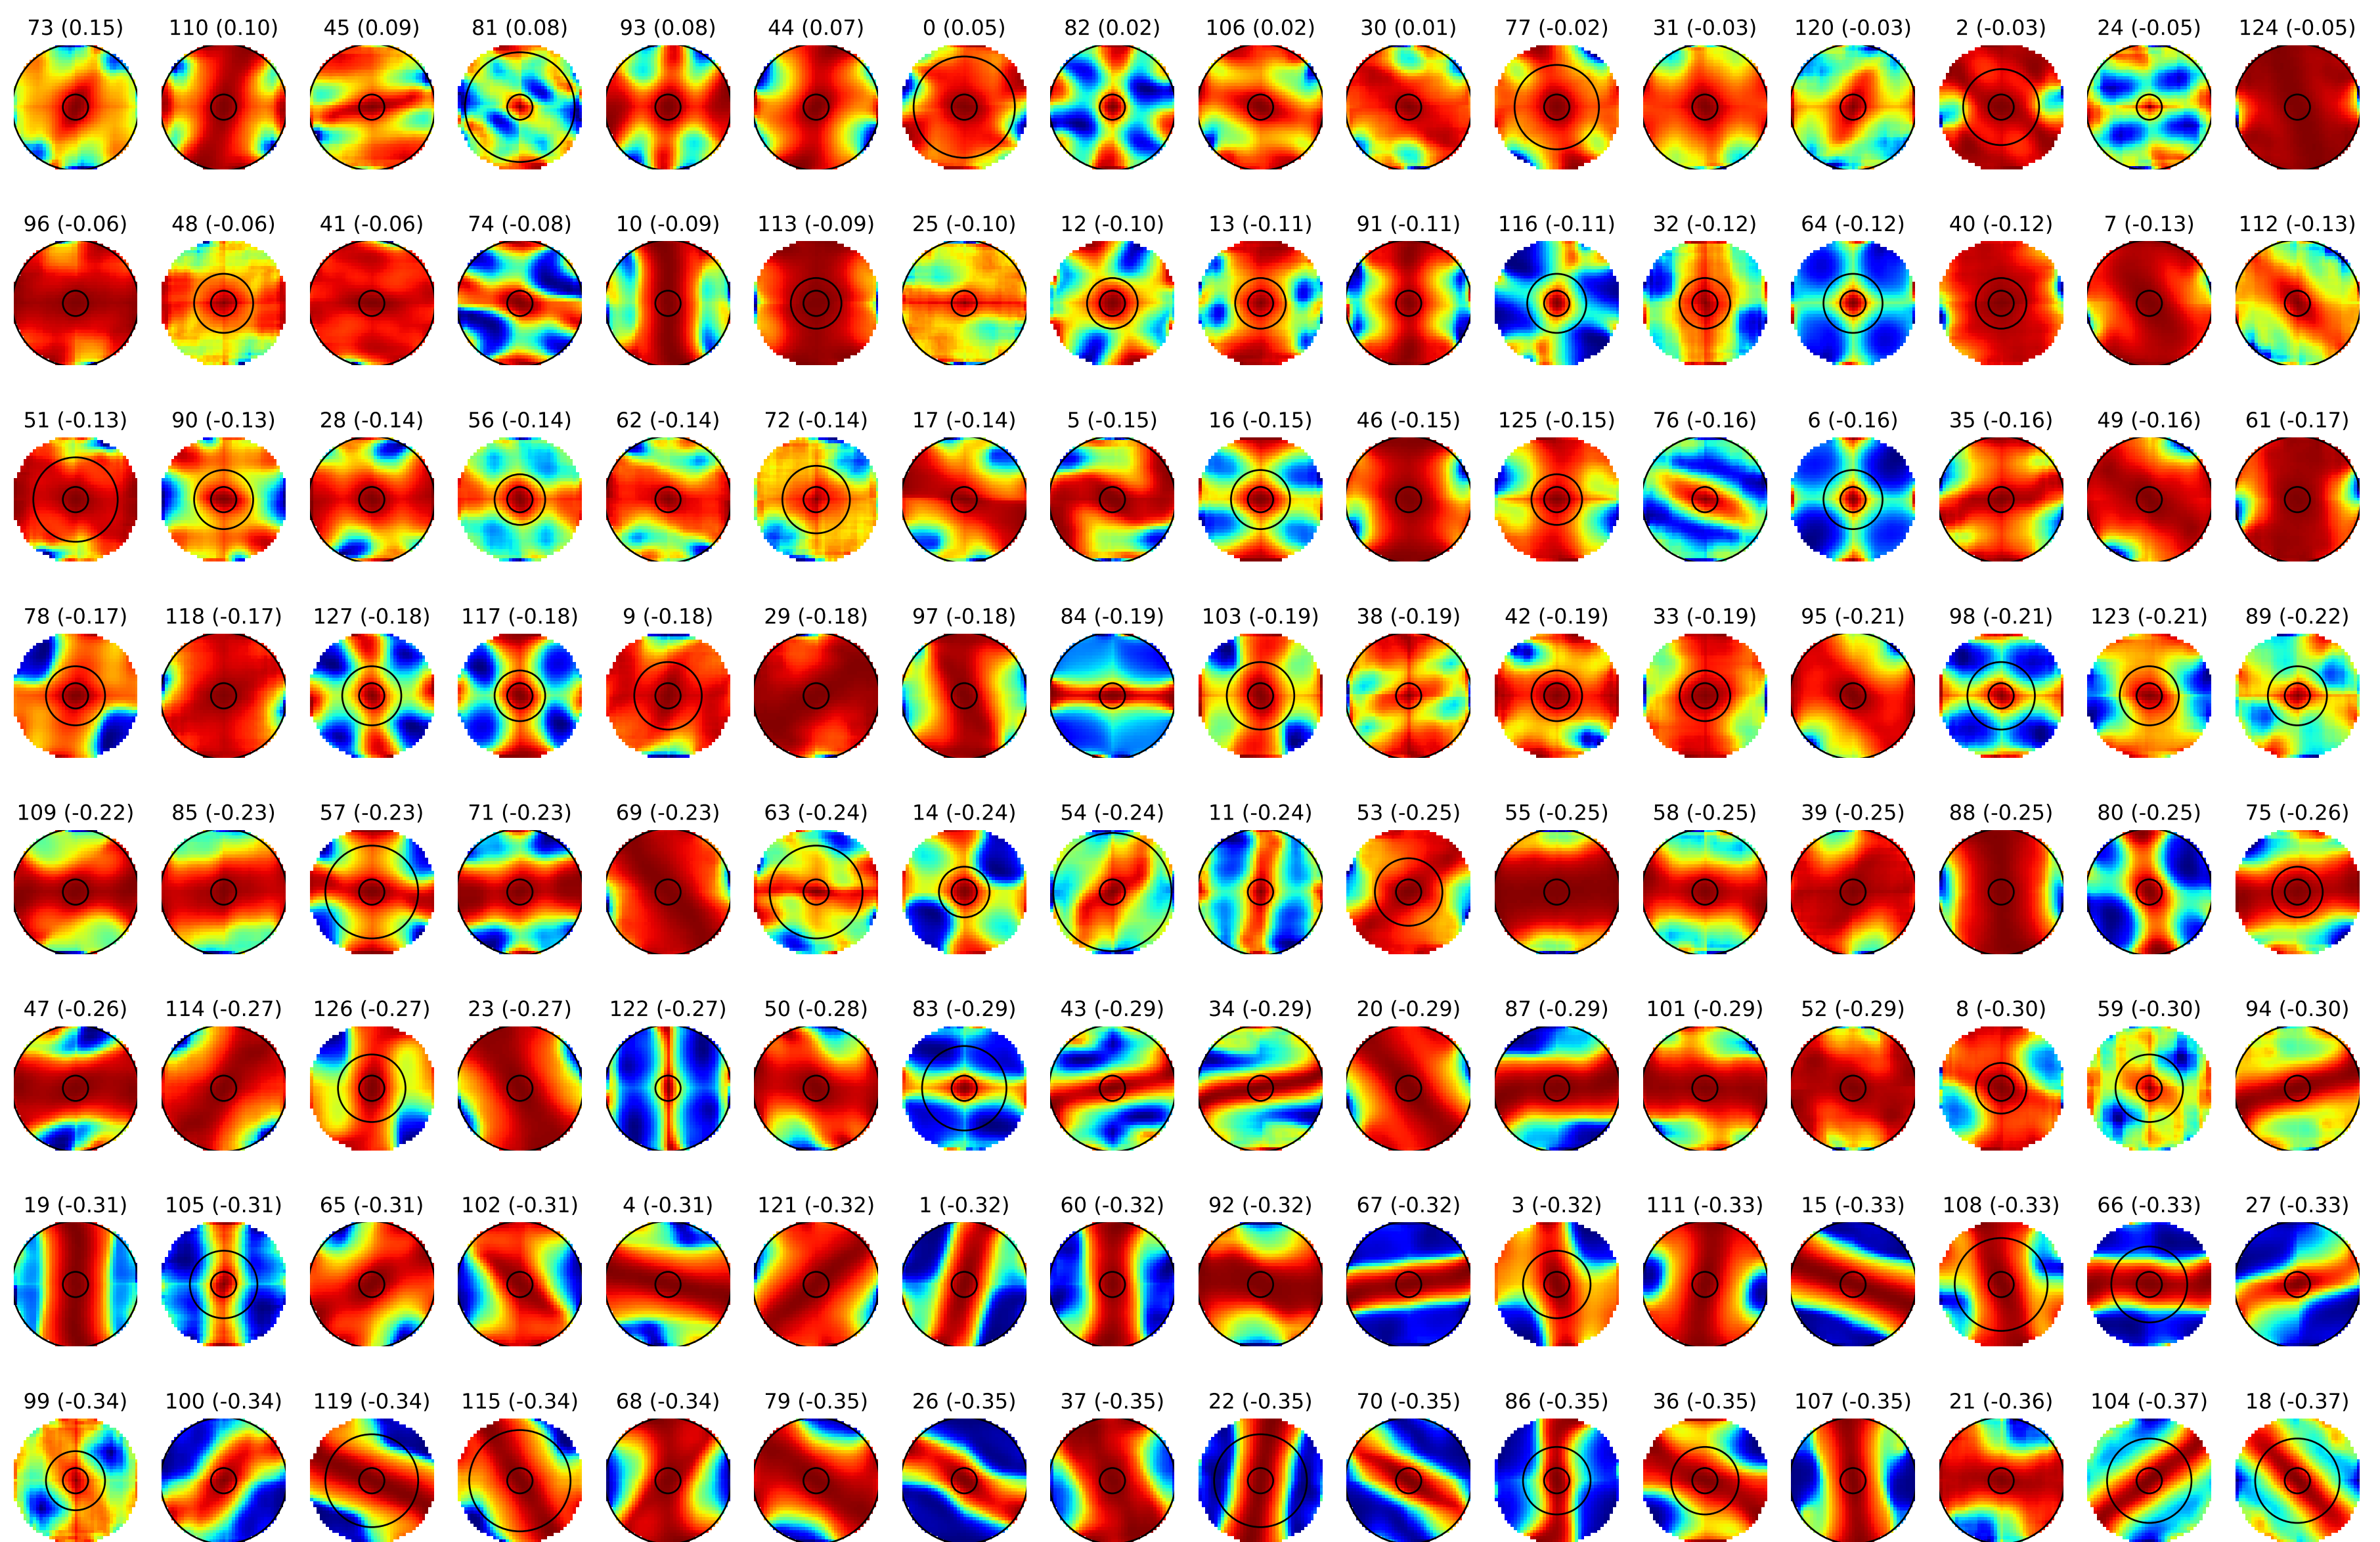 73 (0.15) 110 (0.10) 45 (0.09) 81 (0.08) 93 (0.08) 44 (0.07) 0 (0.05) 82 (0.02) 106 (0.02) 30 (0.01) 77 (-0.02) 31 (-0.03) 120 (-0.03) 2 (-0.03) 24 (-0.05) 124 (-0.05)
96 (-0.06) 48 (-0.06) 41 (-0.06) 74 (-0.08) 10 (-0.09) 113 (-0.09) 25 (-0.10) 12 (-0.10) 13 (-0.11) 91 (-0.11) 116 (-0.11) 32 (-0.12) 64 (-0.12) 40 (-0.12) 7 (-0.13) 112 (-0.13)
51 (-0.13) 90 (-0.13) 28 (-0.14) 56 (-0.14) 62 (-0.14) 72 (-0.14) 17 (-0.14) 5 (-0.15) 16 (-0.15) 46 (-0.15) 125 (-0.15) 76 (-0.16) 6 (-0.16) 35 (-0.16) 49 (-0.16) 61 (-0.17)
78 (-0.17) 118 (-0.17) 127 (-0.18) 117 (-0.18) 9 (-0.18) 29 (-0.18) 97 (-0.18) 84 (-0.19) 103 (-0.19) 38 (-0.19) 42 (-0.19) 33 (-0.19) 95 (-0.21) 98 (-0.21) 123 (-0.21) 89 (-0.22)
109 (-0.22) 85 (-0.23) 57 (-0.23) 71 (-0.23) 69 (-0.23) 63 (-0.24) 14 (-0.24) 54 (-0.24) 11 (-0.24) 53 (-0.25) 55 (-0.25) 58 (-0.25) 39 (-0.25) 88 (-0.25) 80 (-0.25) 75 (-0.26)
47 (-0.26) 114 (-0.27) 126 (-0.27) 23 (-0.27) 122 (-0.27) 50 (-0.28) 83 (-0.29) 43 (-0.29) 34 (-0.29) 20 (-0.29) 87 (-0.29) 101 (-0.29) 52 (-0.29) 8 (-0.30) 59 (-0.30) 94 (-0.30)
19 (-0.31) 105 (-0.31) 65 (-0.31) 102 (-0.31) 4 (-0.31) 121 (-0.32) 1 (-0.32) 60 (-0.32) 92 (-0.32) 67 (-0.32) 3 (-0.32) 111 (-0.33) 15 (-0.33) 108 (-0.33) 66 (-0.33) 27 (-0.33)
99 (-0.34) 100 (-0.34) 119 (-0.34) 115 (-0.34) 68 (-0.34) 79 (-0.35) 26 (-0.35) 37 (-0.35) 22 (-0.35) 70 (-0.35) 86 (-0.35) 36 (-0.35) 107 (-0.35) 21 (-0.36) 104 (-0.37) 18 (-0.37)